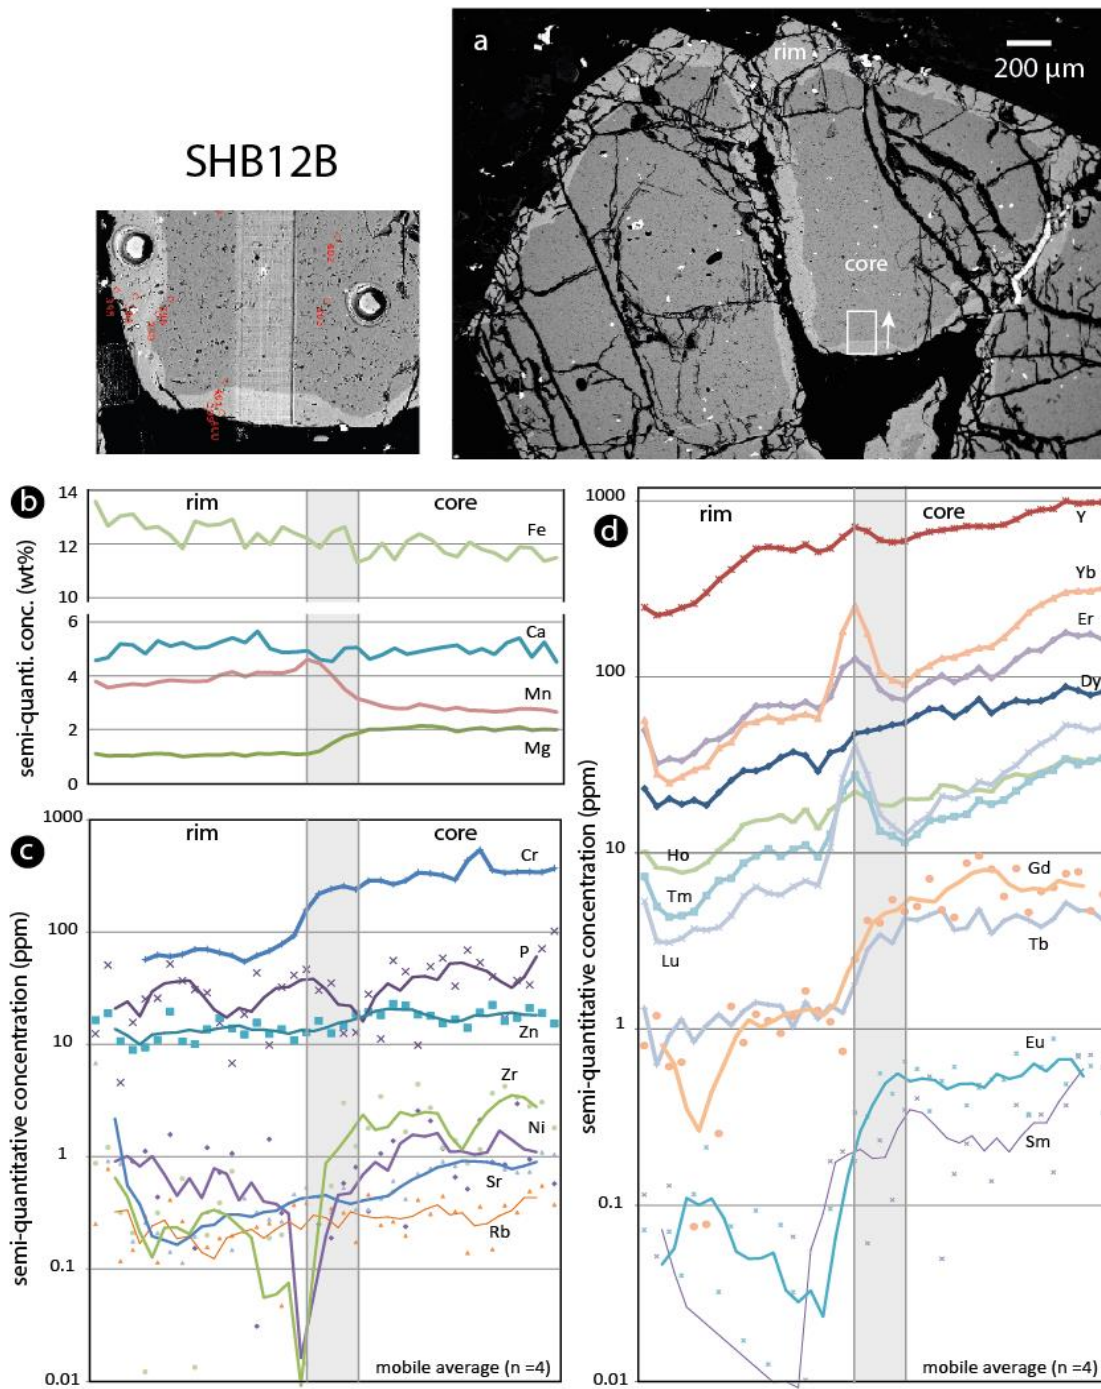 a
rim
200 µm
core
SHB12B
b
14
12
10
6
4
2
0
semi-quanti. conc. (wt%)
rim
core
Fe
Ca
Mn
Mg
c
1000
100
10
1
0.1
0.01
semi-quantitative concentration (ppm)
rim
core
Cr
P
Zn
Zr
Ni
Sr
Rb
mobile average (n =4)
d
1000
100
10
1
0.1
0.01
semi-quantitative concentration (ppm)
rim
core
Y
Yb
Er
Dy
Ho
Tm
Lu
Gd
Tb
Eu
Sm
mobile average (n =4)